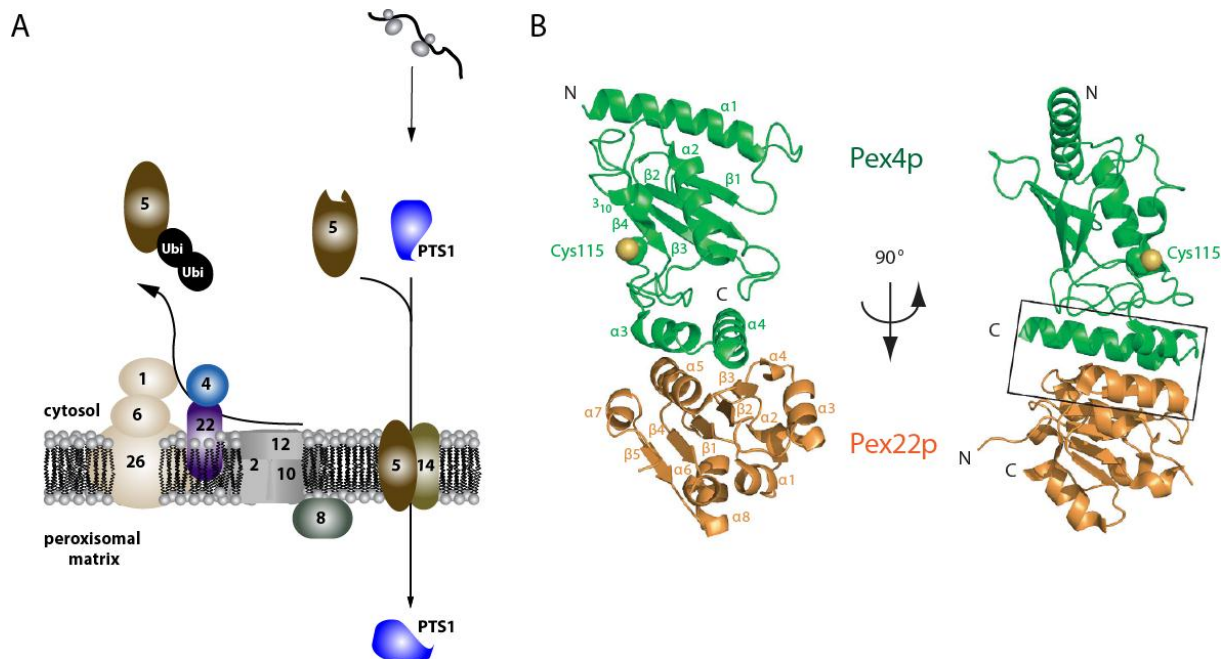 A
5
Ubi
Ubi
5
PTS1
1
6
26
4
22
cytosol
12
2
10
8
5
14
peroxisomal
matrix
PTS1
B
N
α1
α2
β2
β1
3₁₀
β4
β3
Cys115
C
α3
α4
α5
β3
α4
α7
β2
α2
α3
β4
β1
β5
α6
α1
α8
Pex4p
90°
Pex22p
N
Cys115
C
N
C